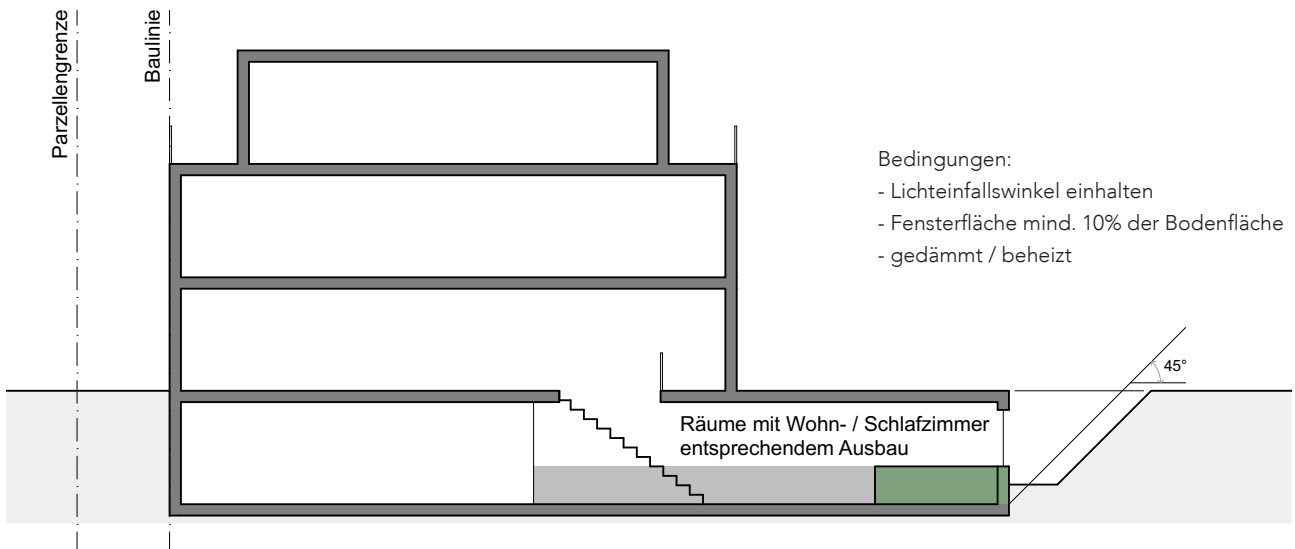 Parzellengrenze
Baulinie
Bedingungen:
- Lichteinfallswinkel einhalten
- Fensterfläche mind. 10% der Bodenfläche
- gedämmt / beheizt
45°
Räume mit Wohn- / Schlafzimmer
entsprechendem Ausbau